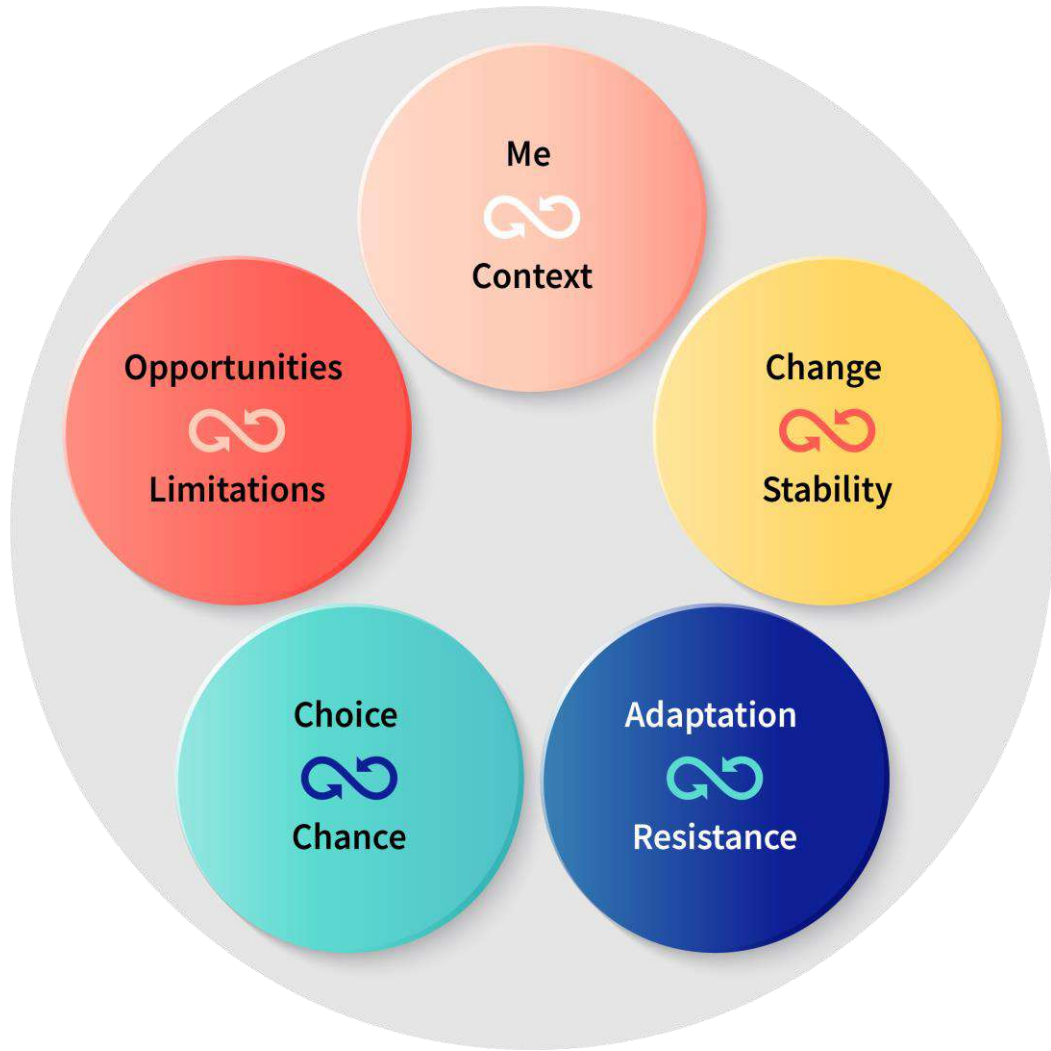 Me
Context
Opportunities
Limitations
Change
Stability
Choice
Chance
Adaptation
Resistance